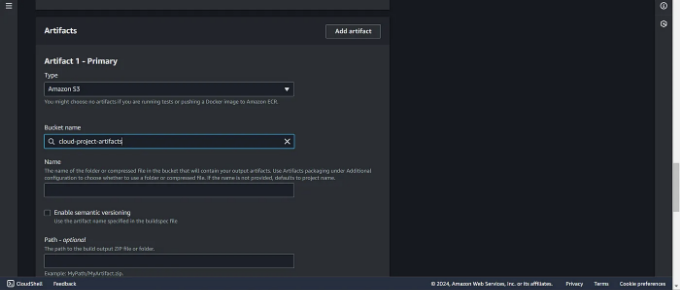 Artifacts
Add artifact
Artifact 1 - Primary
Type
Amazon S3
You might choose no artifacts if you are running tests or pushing a Docker image to Amazon ECR.
Bucket name
cloud-project-artifacts
Name
The name of the folder or compressed file in the bucket that will contain your output artifacts. Use Artifacts packaging under Additional
configuration to choose whether to use a folder or compressed file. If the name is not provided, defaults to project name.
Enable semantic versioning
Use the artifact name specified in the buildspec file
Path - optional
The path to the build output ZIP file or folder.
Example: MyPath/MyArtifact.zip.
CloudShell Feedback © 2024, Amazon Web Services, Inc. or its affiliates. Privacy Terms Cookie preferences